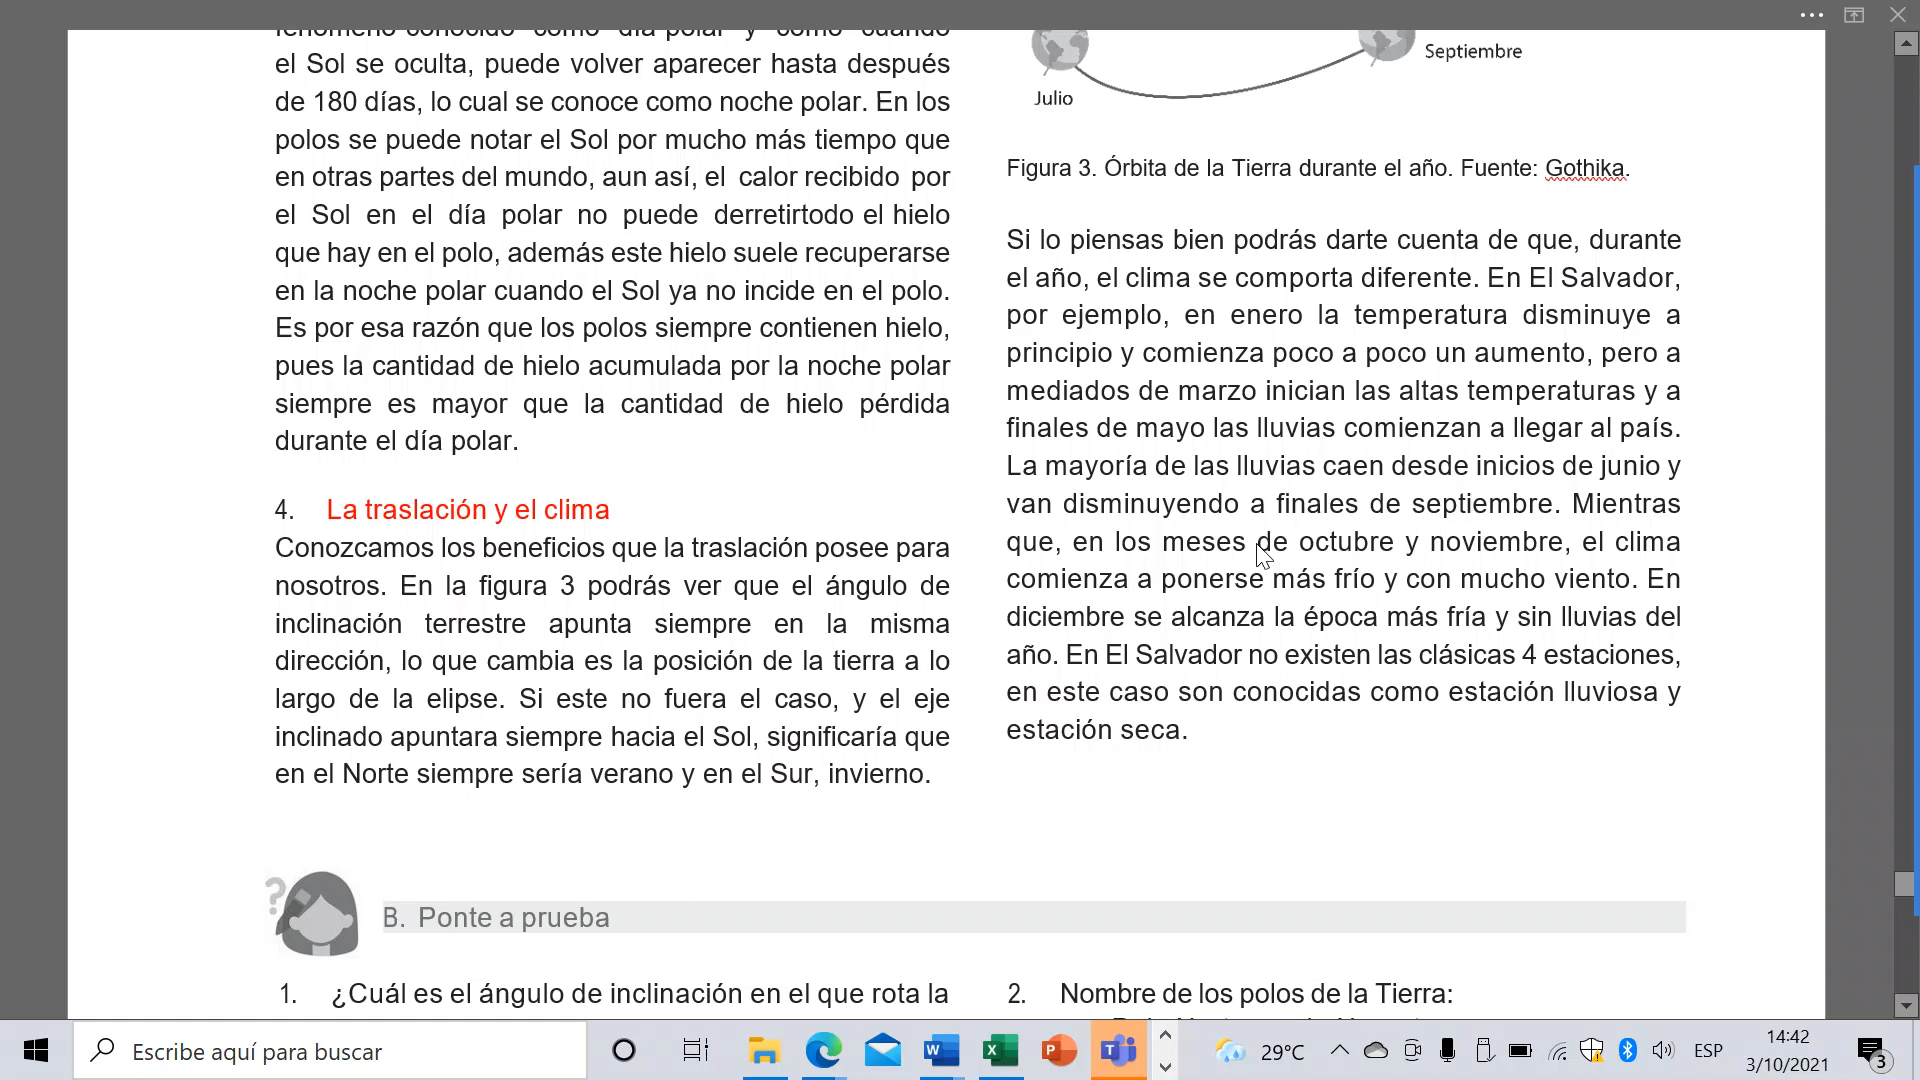 fenómeno conocido como día polar y como cuando
el Sol se oculta, puede volver aparecer hasta después
de 180 días, lo cual se conoce como noche polar. En los
polos se puede notar el Sol por mucho más tiempo que
en otras partes del mundo, aun así, el calor recibido por
el Sol en el día polar no puede derretirtodo el hielo
que hay en el polo, además este hielo suele recuperarse
en la noche polar cuando el Sol ya no incide en el polo.
Es por esa razón que los polos siempre contienen hielo,
pues la cantidad de hielo acumulada por la noche polar
siempre es mayor que la cantidad de hielo pérdida
durante el día polar.
4. La traslación y el clima
Conozcamos los beneficios que la traslación posee para
nosotros. En la figura 3 podrás ver que el ángulo de
inclinación terrestre apunta siempre en la misma
dirección, lo que cambia es la posición de la tierra a lo
largo de la elipse. Si este no fuera el caso, y el eje
inclinado apuntara siempre hacia el Sol, significaría que
en el Norte siempre sería verano y en el Sur, invierno.
Septiembre
Julio
Figura 3. Órbita de la Tierra durante el año. Fuente: Gothika.
Si lo piensas bien podrás darte cuenta de que, durante
el año, el clima se comporta diferente. En El Salvador,
por ejemplo, en enero la temperatura disminuye a
principio y comienza poco a poco un aumento, pero a
mediados de marzo inician las altas temperaturas y a
finales de mayo las lluvias comienzan a llegar al país.
La mayoría de las lluvias caen desde inicios de junio y
van disminuyendo a finales de septiembre. Mientras
que, en los meses de octubre y noviembre, el clima
comienza a ponerse más frío y con mucho viento. En
diciembre se alcanza la época más fría y sin lluvias del
año. En El Salvador no existen las clásicas 4 estaciones,
en este caso son conocidas como estación lluviosa y
estación seca.
B. Ponte a prueba
1. ¿Cuál es el ángulo de inclinación en el que rota la
2. Nombre de los polos de la Tierra:
Escribe aquí para buscar
29°C
ESP
14:42
3/10/2021
3